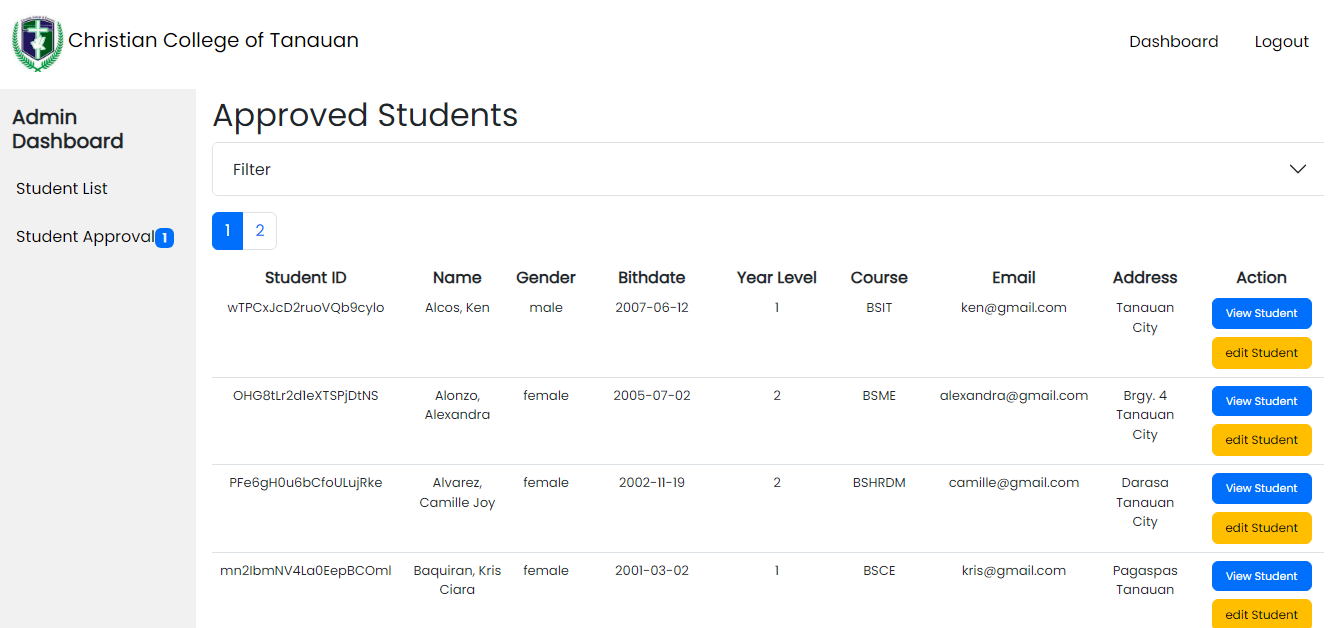 Christian College of Tanauan
Dashboard Logout
Admin
Dashboard
Student List
Student Approval 1
Approved Students
Filter
1 2
Student ID Name Gender Bithdate Year Level Course Email Address Action
wTPCxJcD2ruoVQb9cylo Alcos, Ken male 2007-06-12 1 BSIT ken@gmail.com Tanauan View Student
City
edit Student
OHG8tLr2d1eXTSPjDtNS Alonzo, female 2005-07-02 2 BSME alexandra@gmail.com Brgy. 4 View Student
Alexandra Tanauan
City edit Student
PFe6gH0u6bCfoULujRke Alvarez, female 2002-11-19 2 BSHRDM camille@gmail.com Darasa View Student
Camille Joy Tanauan
City edit Student
mn2IbmNV4La0EepBCOml Baquiran, Kris female 2001-03-02 1 BSCE kris@gmail.com Pagaspas View Student
Ciara Tanauan
edit Student